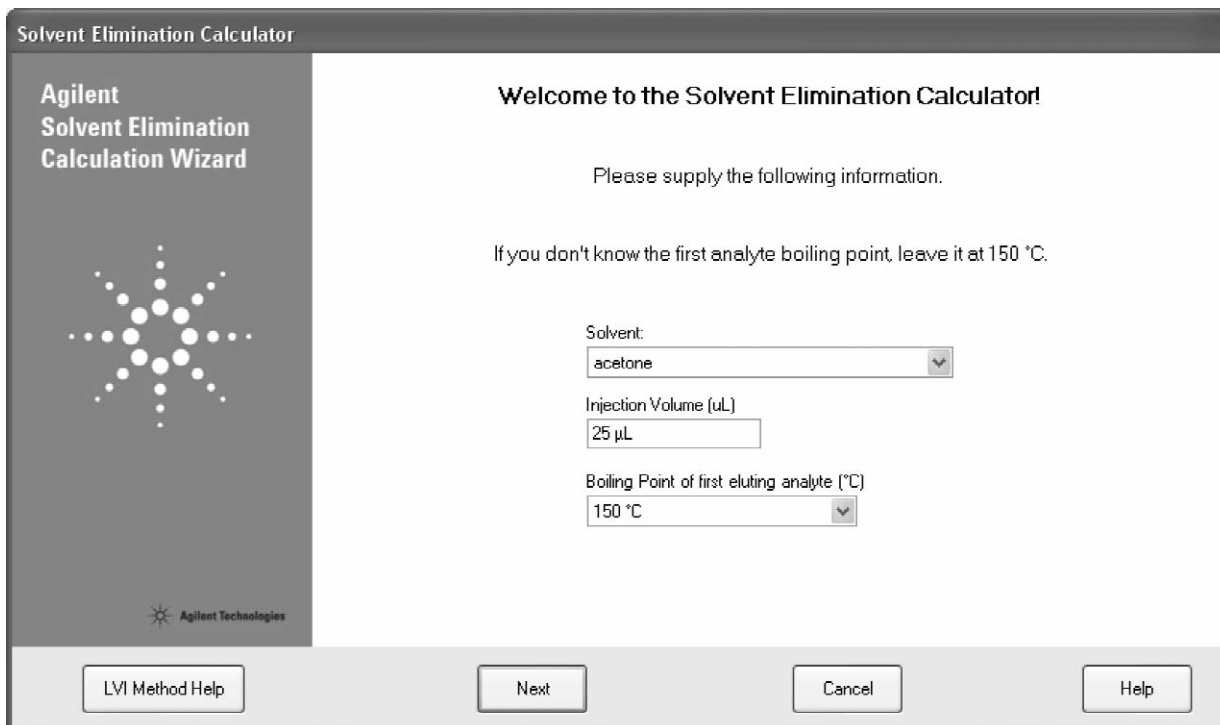 Solvent Elimination Calculator
Agilent
Solvent Elimination
Calculation Wizard
Welcome to the Solvent Elimination Calculator!
Please supply the following information.
If you don't know the first analyte boiling point, leave it at 150 °C.
Solvent:
acetone
Injection Volume (uL)
25 µL
Boiling Point of first eluting analyte (°C)
150 °C
Agilent Technologies
LVI Method Help
Next
Cancel
Help